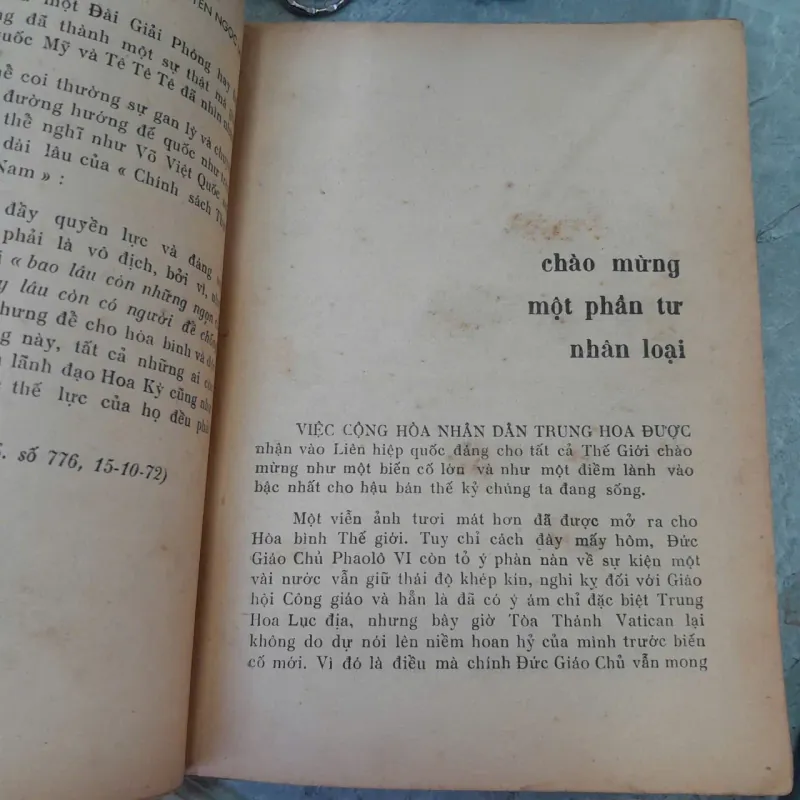 YỄN NGỌC
một Đài Giải Phóng hay
đã thành một sự thật mà
uốc Mỹ và Tê Tê Tê đã nhìn
coi thường sự gan lỳ và
đường hướng đế quốc như
thể nghĩ như Võ Việt Quốc
dài lâu của « Chính sách
Nam » :
đầy quyền lực và đáng
phải là vô địch, bởi vì,
« bao lâu còn những ngọn
lâu còn có người để
hưng để cho hòa bình và
này, tất cả những ai
lãnh đạo Hoa Kỳ cũng
thế lực của họ đều
số 776, 15-10-72)
chào mừng
một phần tư
nhân loại
VIỆC CỘNG HÒA NHÂN DÂN TRUNG HOA ĐƯỢC
nhận vào Liên hiệp quốc đáng cho tất cả Thế Giới chào
mừng như một biến cố lớn và như một điềm lành vào
bậc nhất cho hậu bán thế kỷ chúng ta đang sống.
Một viễn ảnh tươi mát hơn đã được mở ra cho
Hòa bình Thế giới. Tuy chỉ cách đây mấy hôm, Đức
Giáo Chủ Phaolô VI còn tỏ ý phàn nàn về sự kiện một
vài nước vẫn giữ thái độ khép kín, nghi kỵ đối với Giáo
hội Công giáo và hẳn là đã có ý ám chỉ đặc biệt Trung
Hoa Lục địa, nhưng bây giờ Tòa Thánh Vatican lại
không do dự nói lên niềm hoan hỷ của mình trước biến
cố mới. Vì đó là điều mà chính Đức Giáo Chủ vẫn mong